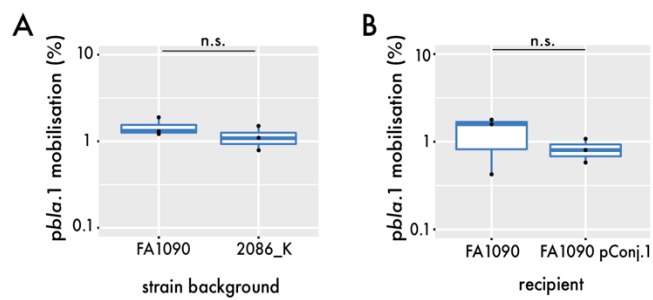 A
B
n.s.
n.s.
pbla.1 mobilisation (%)
10
1
0.1
FA1090
2086_K
strain background
pbla.1 mobilisation (%)
10
1
0.1
FA1090
FA1090 pConj.1
recipient